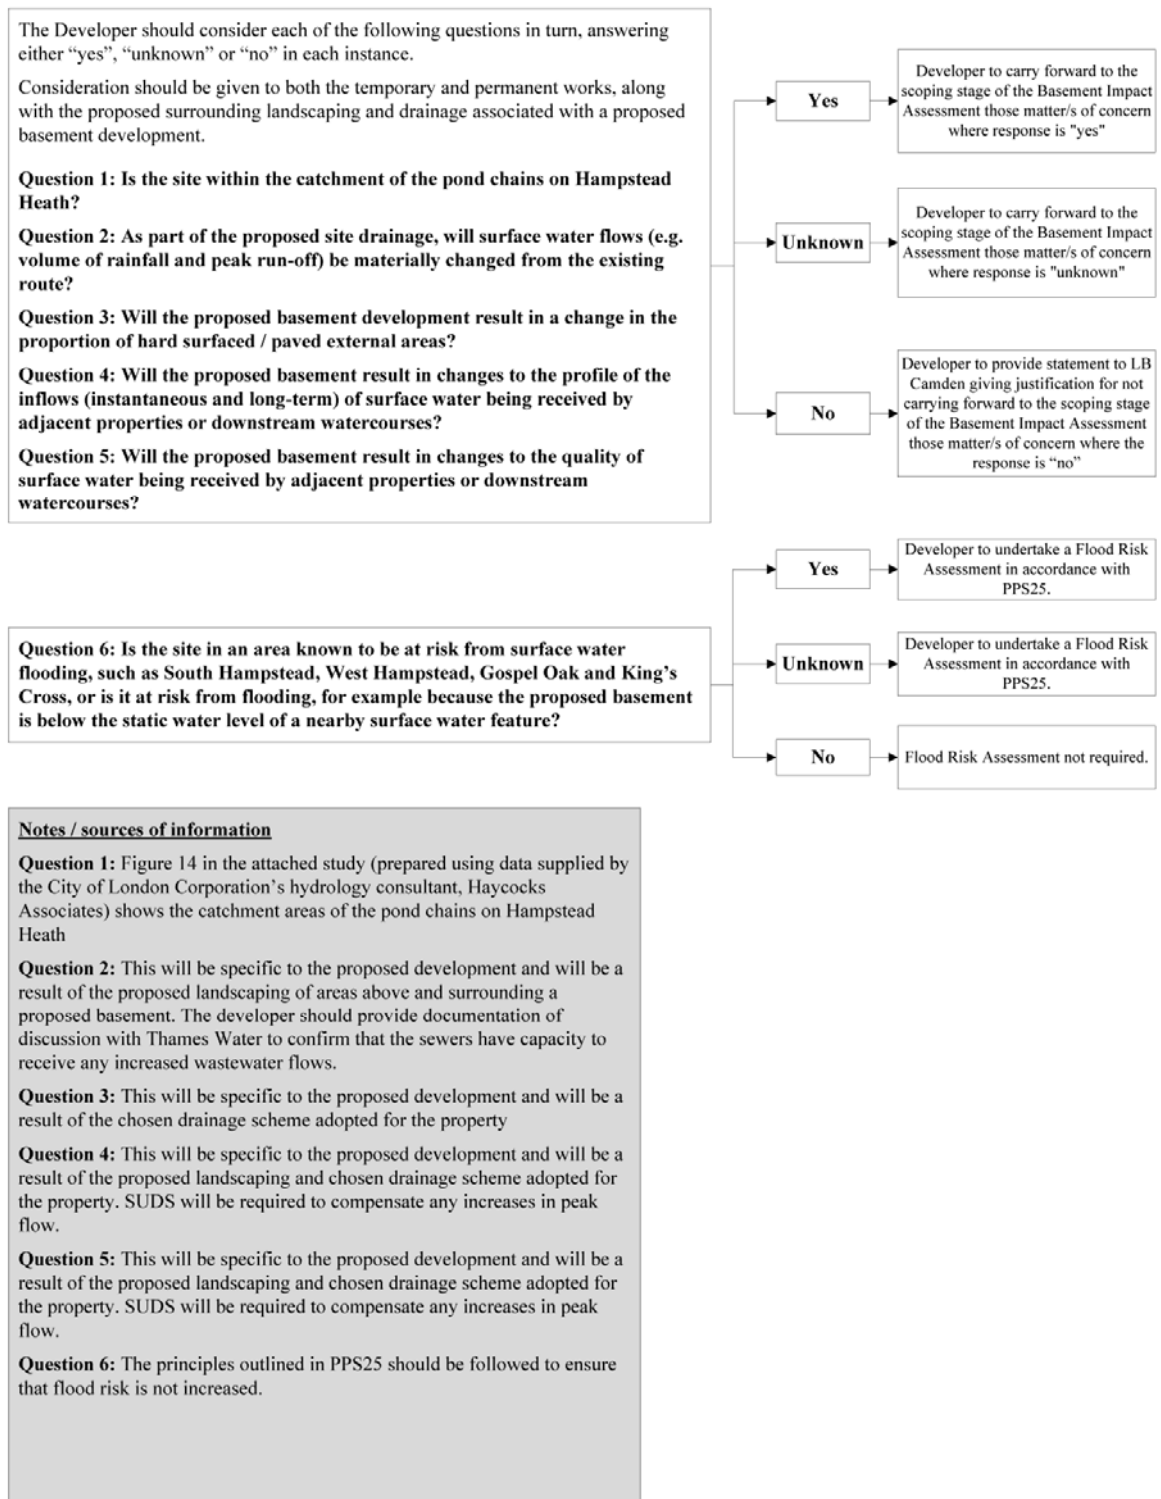 The Developer should consider each of the following questions in turn, answering
either “yes”, “unknown” or “no” in each instance.
Consideration should be given to both the temporary and permanent works, along
with the proposed surrounding landscaping and drainage associated with a proposed
basement development.
Question 1: Is the site within the catchment of the pond chains on Hampstead
Heath?
Question 2: As part of the proposed site drainage, will surface water flows (e.g.
volume of rainfall and peak run-off) be materially changed from the existing
route?
Question 3: Will the proposed basement development result in a change in the
proportion of hard surfaced / paved external areas?
Question 4: Will the proposed basement result in changes to the profile of the
inflows (instantaneous and long-term) of surface water being received by
adjacent properties or downstream watercourses?
Question 5: Will the proposed basement result in changes to the quality of
surface water being received by adjacent properties or downstream
watercourses?
Yes
Developer to carry forward to the
scoping stage of the Basement Impact
Assessment those matter/s of concern
where response is "yes"
Unknown
Developer to carry forward to the
scoping stage of the Basement Impact
Assessment those matter/s of concern
where response is "unknown"
No
Developer to provide statement to LB
Camden giving justification for not
carrying forward to the scoping stage
of the Basement Impact Assessment
those matter/s of concern where the
response is “no”
Question 6: Is the site in an area known to be at risk from surface water
flooding, such as South Hampstead, West Hampstead, Gospel Oak and King’s
Cross, or is it at risk from flooding, for example because the proposed basement
is below the static water level of a nearby surface water feature?
Yes
Developer to undertake a Flood Risk
Assessment in accordance with
PPS25.
Unknown
Developer to undertake a Flood Risk
Assessment in accordance with
PPS25.
No
Flood Risk Assessment not required.
Notes / sources of information
Question 1: Figure 14 in the attached study (prepared using data supplied by
the City of London Corporation’s hydrology consultant, Haycocks
Associates) shows the catchment areas of the pond chains on Hampstead
Heath
Question 2: This will be specific to the proposed development and will be a
result of the proposed landscaping of areas above and surrounding a
proposed basement. The developer should provide documentation of
discussion with Thames Water to confirm that the sewers have capacity to
receive any increased wastewater flows.
Question 3: This will be specific to the proposed development and will be a
result of the chosen drainage scheme adopted for the property
Question 4: This will be specific to the proposed development and will be a
result of the proposed landscaping and chosen drainage scheme adopted for
the property. SUDS will be required to compensate any increases in peak
flow.
Question 5: This will be specific to the proposed development and will be a
result of the proposed landscaping and chosen drainage scheme adopted for
the property. SUDS will be required to compensate any increases in peak
flow.
Question 6: The principles outlined in PPS25 should be followed to ensure
that flood risk is not increased.